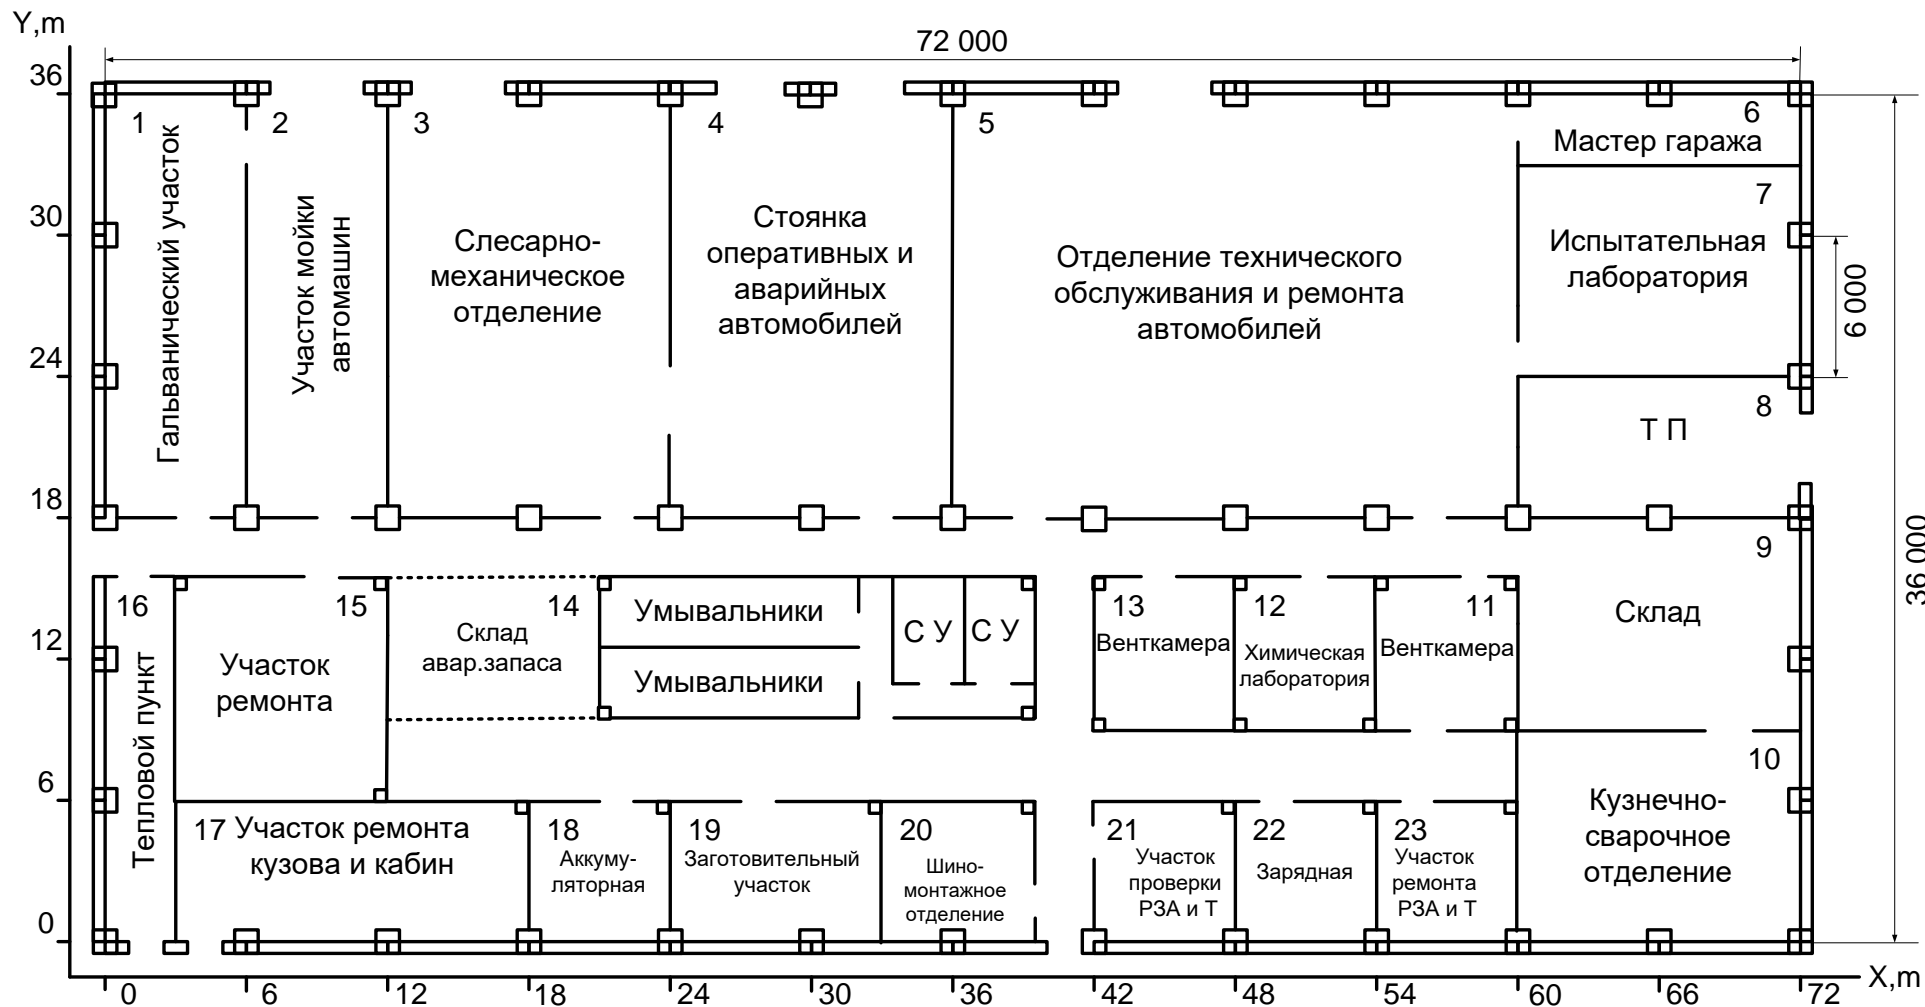 Y,m
72 000
36
1
2
3
4
5
6
Мастер гаража
7
Гальванический участок
Участок мойки
автомашин
Слесарно-
механическое
отделение
Стоянка
оперативных и
аварийных
автомобилей
Отделение технического
обслуживания и ремонта
автомобилей
Испытательная
лаборатория
30
6 000
24
8
Т П
18
9
36 000
16
15
14
Умывальники
С У
С У
13
12
11
Склад
Склад
авар.запаса
Венткамера
Химическая
лаборатория
Венткамера
12
Участок
ремонта
Умывальники
Тепловой пункт
10
6
17 Участок ремонта
кузова и кабин
18
Аккуму-
ляторная
19
Заготовительный
участок
20
Шино-
монтажное
отделение
21
Участок
проверки
РЗА и Т
22
Зарядная
23
Участок
ремонта
РЗА и Т
Кузнечно-
сварочное
отделение
0
X,m
0
6
12
18
24
30
36
42
48
54
60
66
72